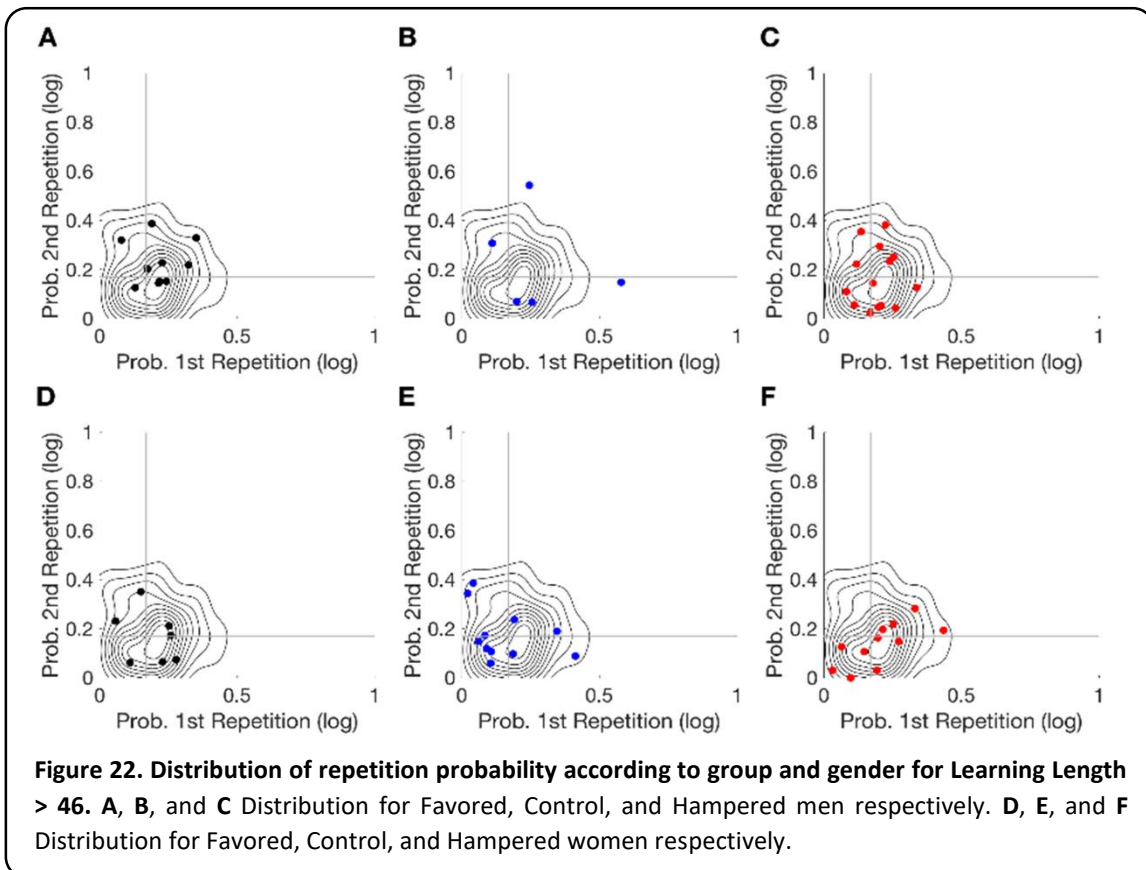 A
B
C
Prob. 2nd Repetition (log)
1
0.8
0.6
0.4
0.2
0
0
0.5
1
Prob. 1st Repetition (log)
Prob. 2nd Repetition (log)
1
0.8
0.6
0.4
0.2
0
0
0.5
1
Prob. 1st Repetition (log)
Prob. 2nd Repetition (log)
1
0.8
0.6
0.4
0.2
0
0
0.5
1
Prob. 1st Repetition (log)
D
E
F
Prob. 2nd Repetition (log)
1
0.8
0.6
0.4
0.2
0
0
0.5
1
Prob. 1st Repetition (log)
Prob. 2nd Repetition (log)
1
0.8
0.6
0.4
0.2
0
0
0.5
1
Prob. 1st Repetition (log)
Prob. 2nd Repetition (log)
1
0.8
0.6
0.4
0.2
0
0
0.5
1
Prob. 1st Repetition (log)
Figure 22. Distribution of repetition probability according to group and gender for Learning Length
> 46. A, B, and C Distribution for Favored, Control, and Hampered men respectively. D, E, and F
Distribution for Favored, Control, and Hampered women respectively.